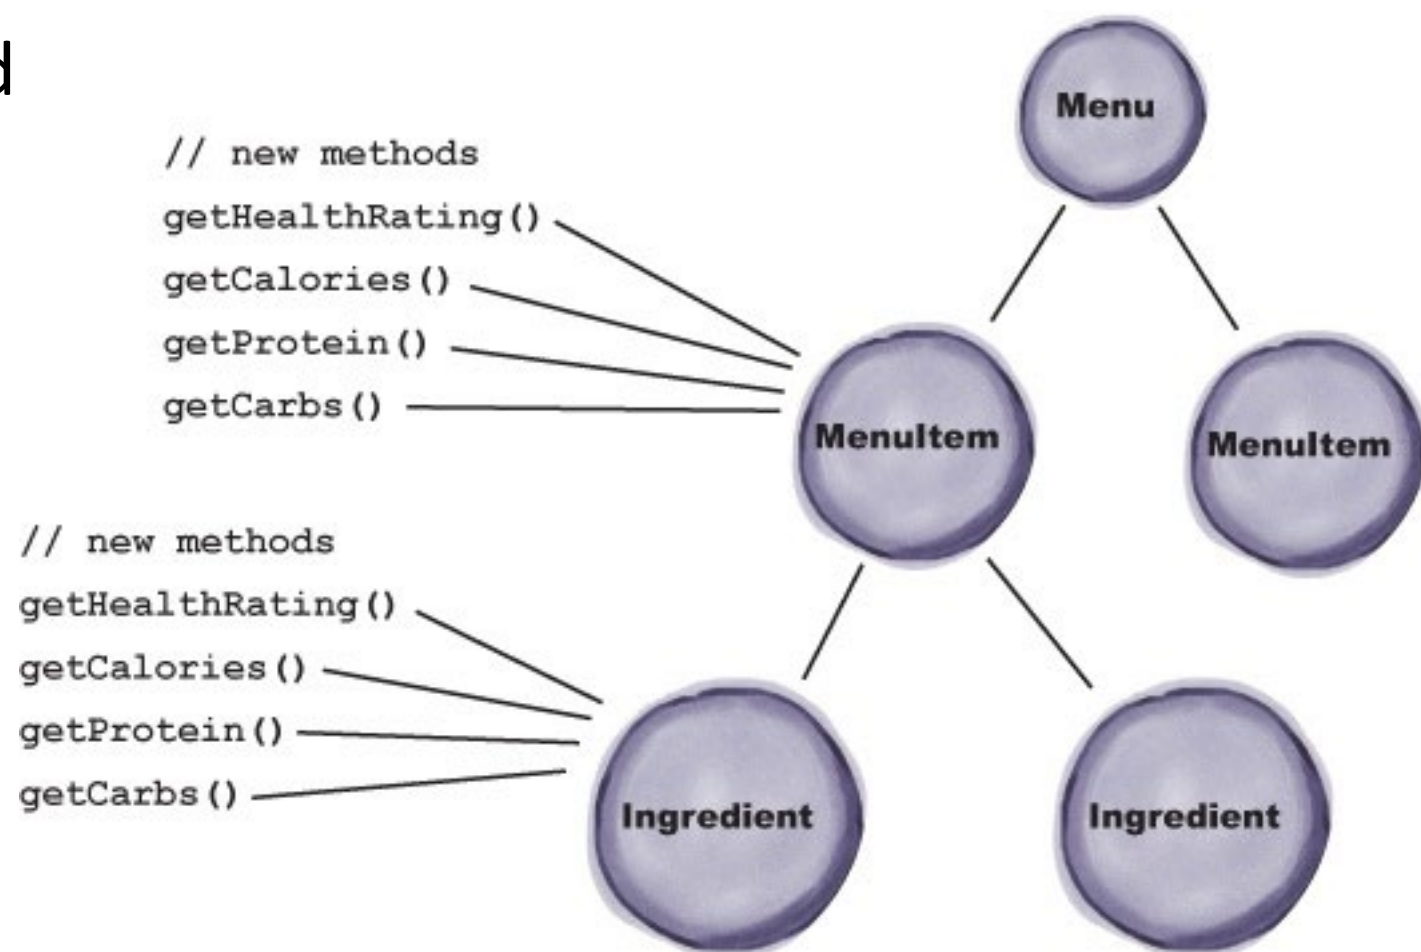 d
Menu
// new methods
getHealthRating()
getCalories()
getProtein()
getCarbs()
MenuItem
MenuItem
// new methods
getHealthRating()
getCalories()
getProtein()
getCarbs()
Ingredient
Ingredient